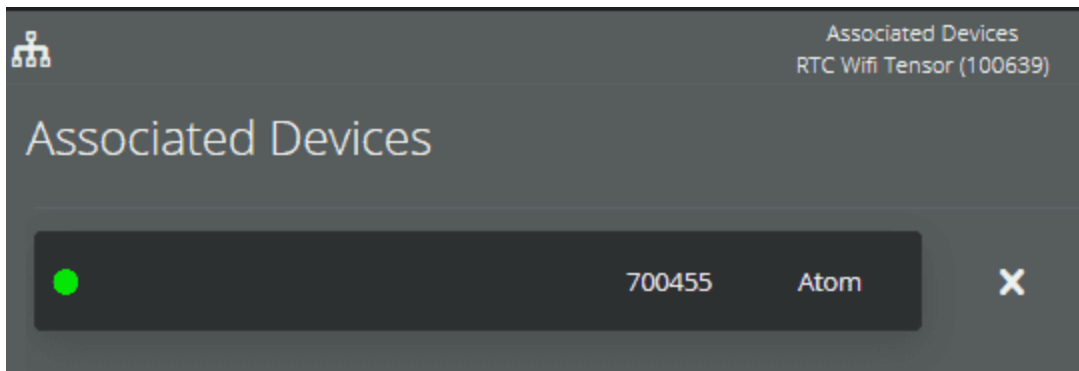 Associated Devices
RTC Wifi Tensor (100639)
Associated Devices
700455 Atom